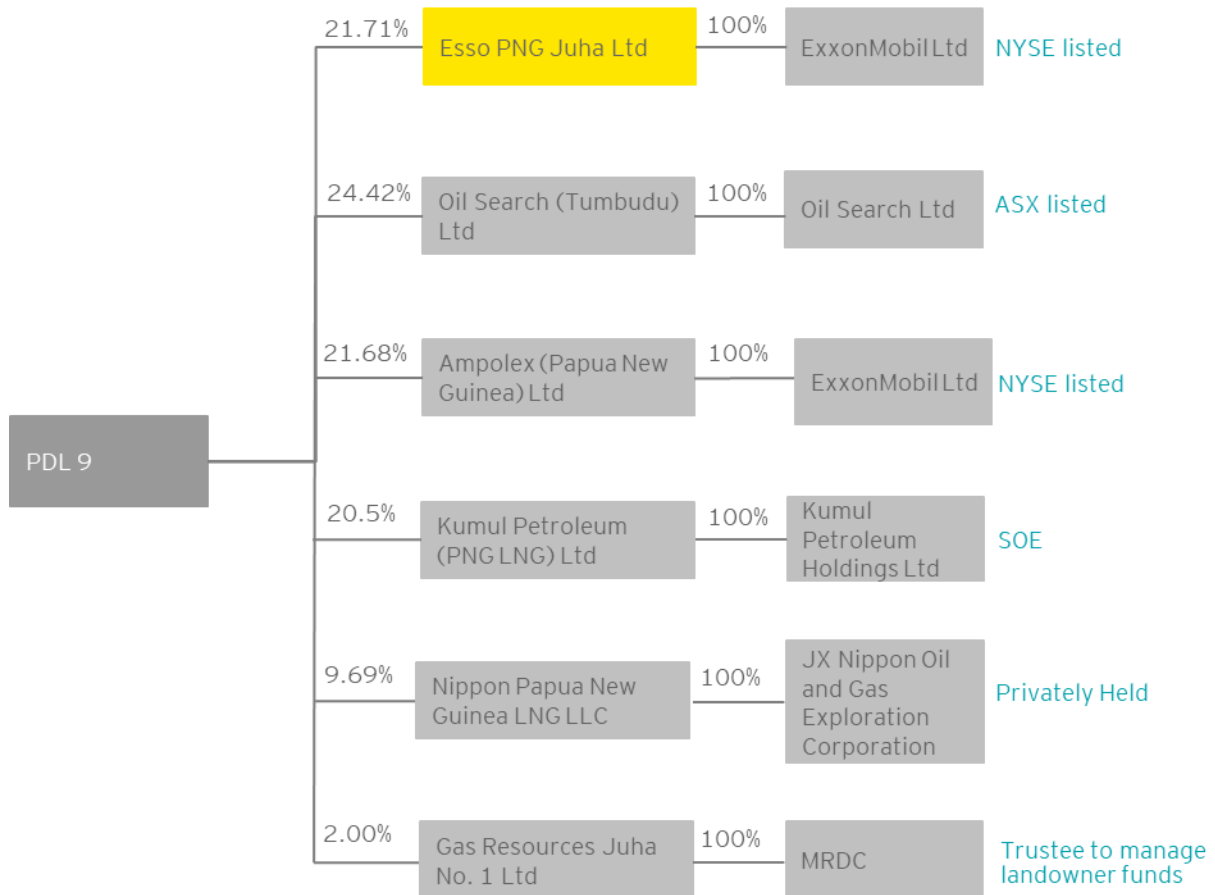 21.71%
Esso PNG Juha Ltd
100%
ExxonMobil Ltd
NYSE listed
24.42%
Oil Search (Tumbudu)
Ltd
100%
Oil Search Ltd
ASX listed
21.68%
Ampolex (Papua New
Guinea) Ltd
100%
ExxonMobil Ltd
NYSE listed
PDL 9
20.5%
Kumul Petroleum
(PNG LNG) Ltd
100%
Kumul
Petroleum
Holdings Ltd
SOE
9.69%
Nippon Papua New
Guinea LNG LLC
100%
JX Nippon Oil
and Gas
Exploration
Corporation
Privately Held
2.00%
Gas Resources Juha
No. 1 Ltd
100%
MRDC
Trustee to manage
landowner funds